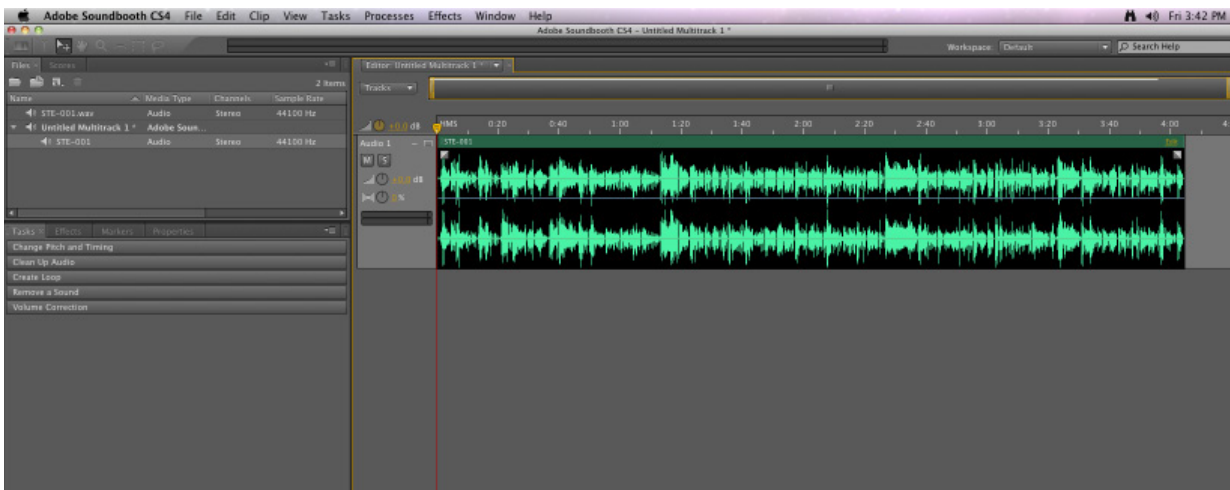 Adobe Soundbooth CS4 File Edit Clip View Tasks Processes Effects Window Help Fri 3:42 PM
Adobe Soundbooth CS4 - Untitled Multitrack 1 *
Workspace: Default Search Help
Files Scores
2 Items
Name Media Type Channels Sample Rate
STE-001.wav Audio Stereo 44100 Hz
Untitled Multitrack 1 * Adobe Soun...
STE-001 Audio Stereo 44100 Hz
Tasks Effects Markers Properties
Change Pitch and Timing
Clean Up Audio
Create Loop
Remove a Sound
Volume Correction
Editor: Untitled Multitrack 1 *
Tracks
+0.0 dB HMS 0:20 0:40 1:00 1:20 1:40 2:00 2:20 2:40 3:00 3:20 3:40 4:00 4:
Audio 1 STE-001
M S
+0.0 dB
0 %